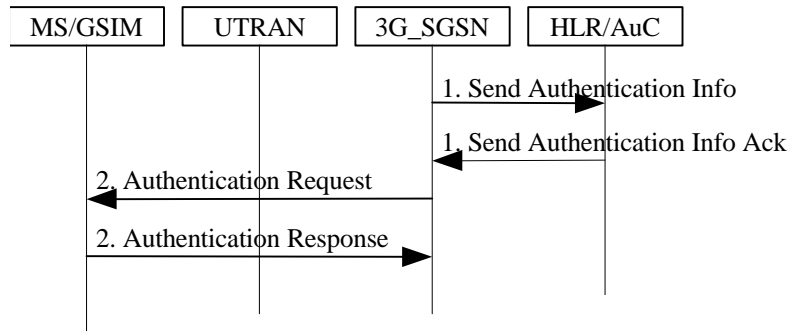 MS/GSIM UTRAN 3G_SGSN HLR/AuC
1. Send Authentication Info
1. Send Authentication Info Ack
2. Authentication Request
2. Authentication Response